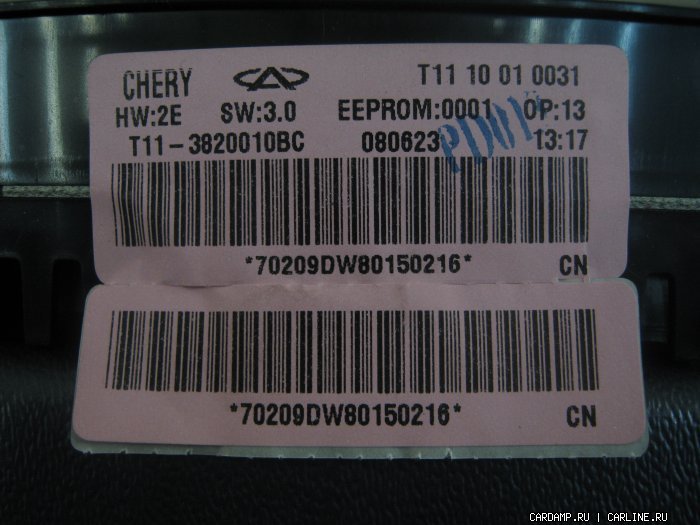 CHERY T11 10 01 0031
HW:2E SW:3.0 EEPROM:0001 OP:13
T11-3820010BC 080623 13:17
PD01
*70209DW80150216* CN
*70209DW80150216* CN
CARDAMP.RU | CARLINE.RU